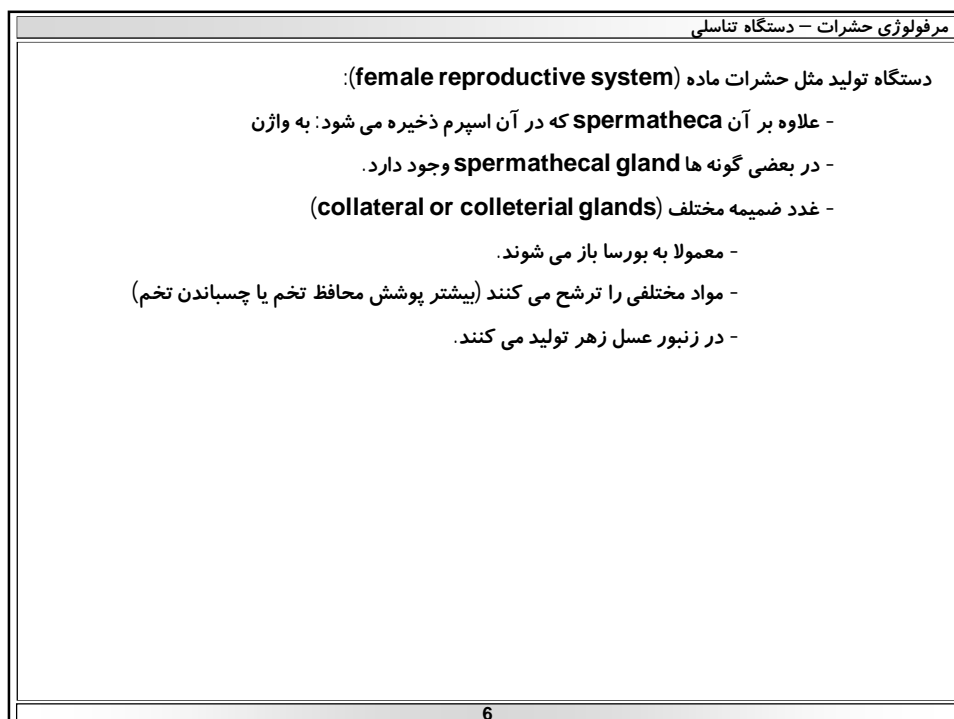 مرفولوژی حشرات – دستگاه تناسلی
دستگاه تولید مثل حشرات ماده (female reproductive system):
- علاوه بر آن spermatheca که در آن اسپرم ذخیره می شود: به واژن
- در بعضی گونه ها spermathecal gland وجود دارد.
- غدد ضمیمه مختلف (collateral or colleterial glands)
- معمولا به بورسا باز می شوند.
- مواد مختلفی را ترشح می کنند (بیشتر پوشش محافظ تخم یا چسباندن تخم)
- در زنبور عسل زهر تولید می کنند.
6